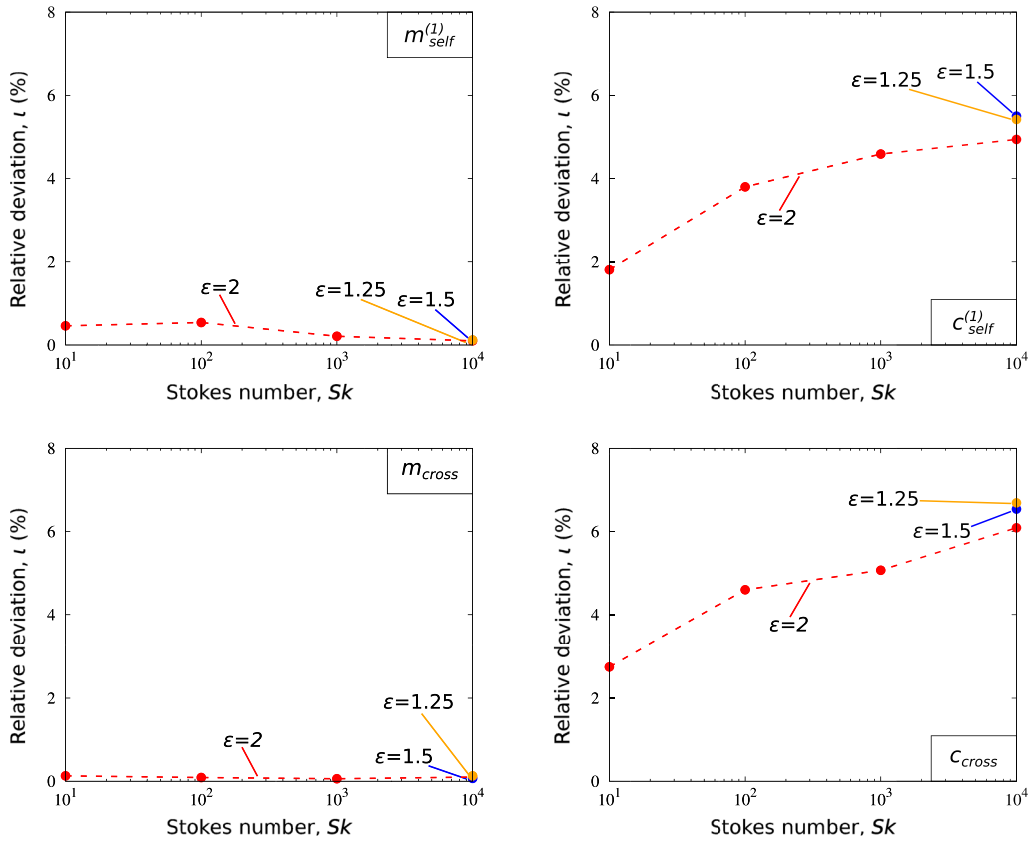 8
6
4
2
0
Relative deviation, ι (%)
m_self^(1)
ε=2
ε=1.25
ε=1.5
10^1
10^2
10^3
10^4
Stokes number, Sk
8
6
4
2
0
Relative deviation, ι (%)
ε=1.5
ε=1.25
ε=2
c_self^(1)
10^1
10^2
10^3
10^4
Stokes number, Sk
8
6
4
2
0
Relative deviation, ι (%)
m_cross
ε=1.25
ε=2
ε=1.5
10^1
10^2
10^3
10^4
Stokes number, Sk
8
6
4
2
0
Relative deviation, ι (%)
ε=1.25
ε=1.5
ε=2
c_cross
10^1
10^2
10^3
10^4
Stokes number, Sk